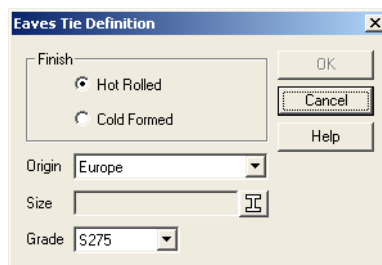 Eaves Tie Definition
Finish
Hot Rolled
Cold Formed
OK
Cancel
Help
Origin Europe
Size
Grade S275